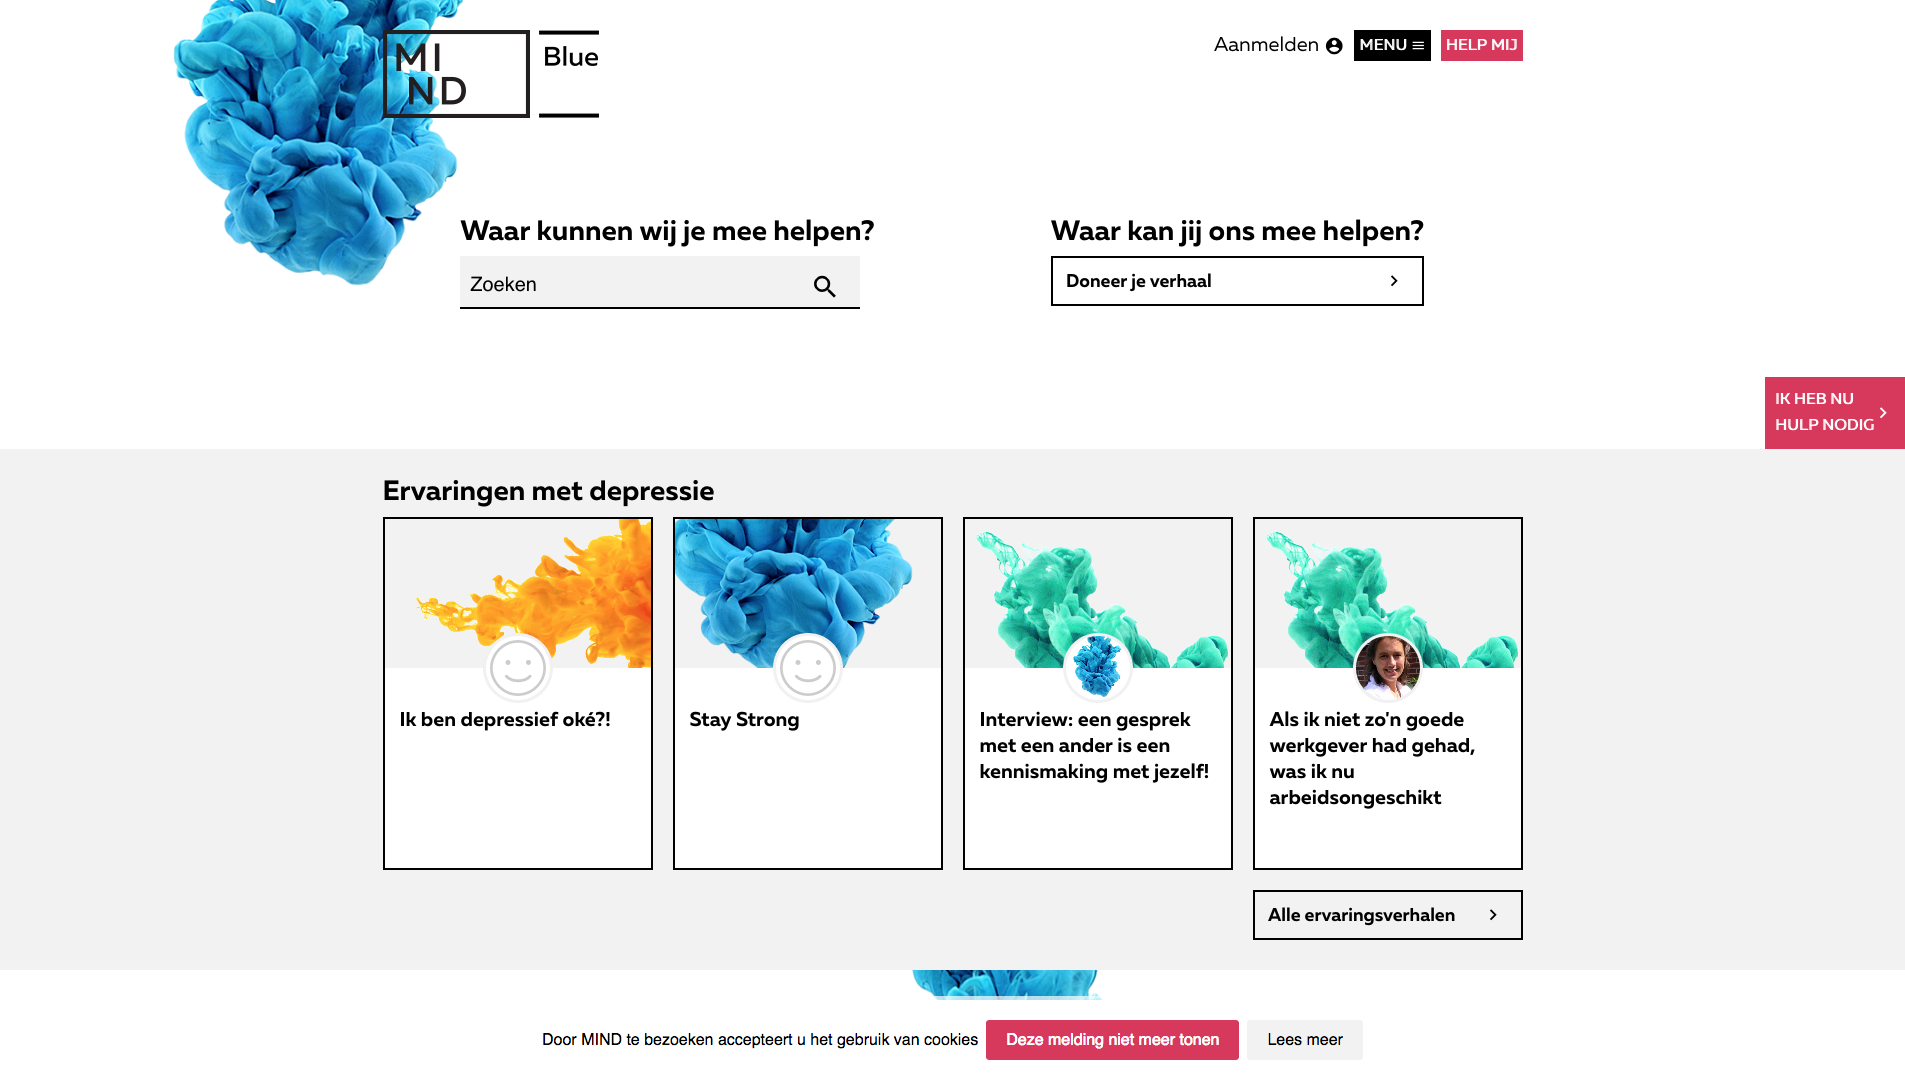 MI
ND
Blue
Aanmelden
MENU
HELP MIJ
Waar kunnen wij je mee helpen?
Zoeken
Waar kan jij ons mee helpen?
Doneer je verhaal
IK HEB NU
HULP NODIG
Ervaringen met depressie
Ik ben depressief oké?!
Stay Strong
Interview: een gesprek
met een ander is een
kennismaking met jezelf!
Als ik niet zo'n goede
werkgever had gehad,
was ik nu
arbeidsongeschikt
Alle ervaringsverhalen
Door MIND te bezoeken accepteert u het gebruik van cookies
Deze melding niet meer tonen
Lees meer